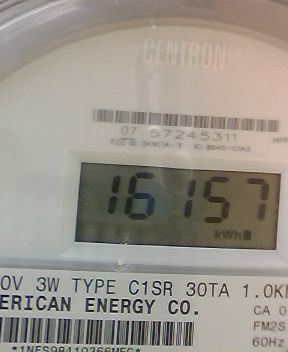 CENTRON®
07 57245311
16157
kWh
0V 3W TYPE C1SR 30TA 1.0K
ERICAN ENERGY CO.
CA 0
FM2S
60Hz